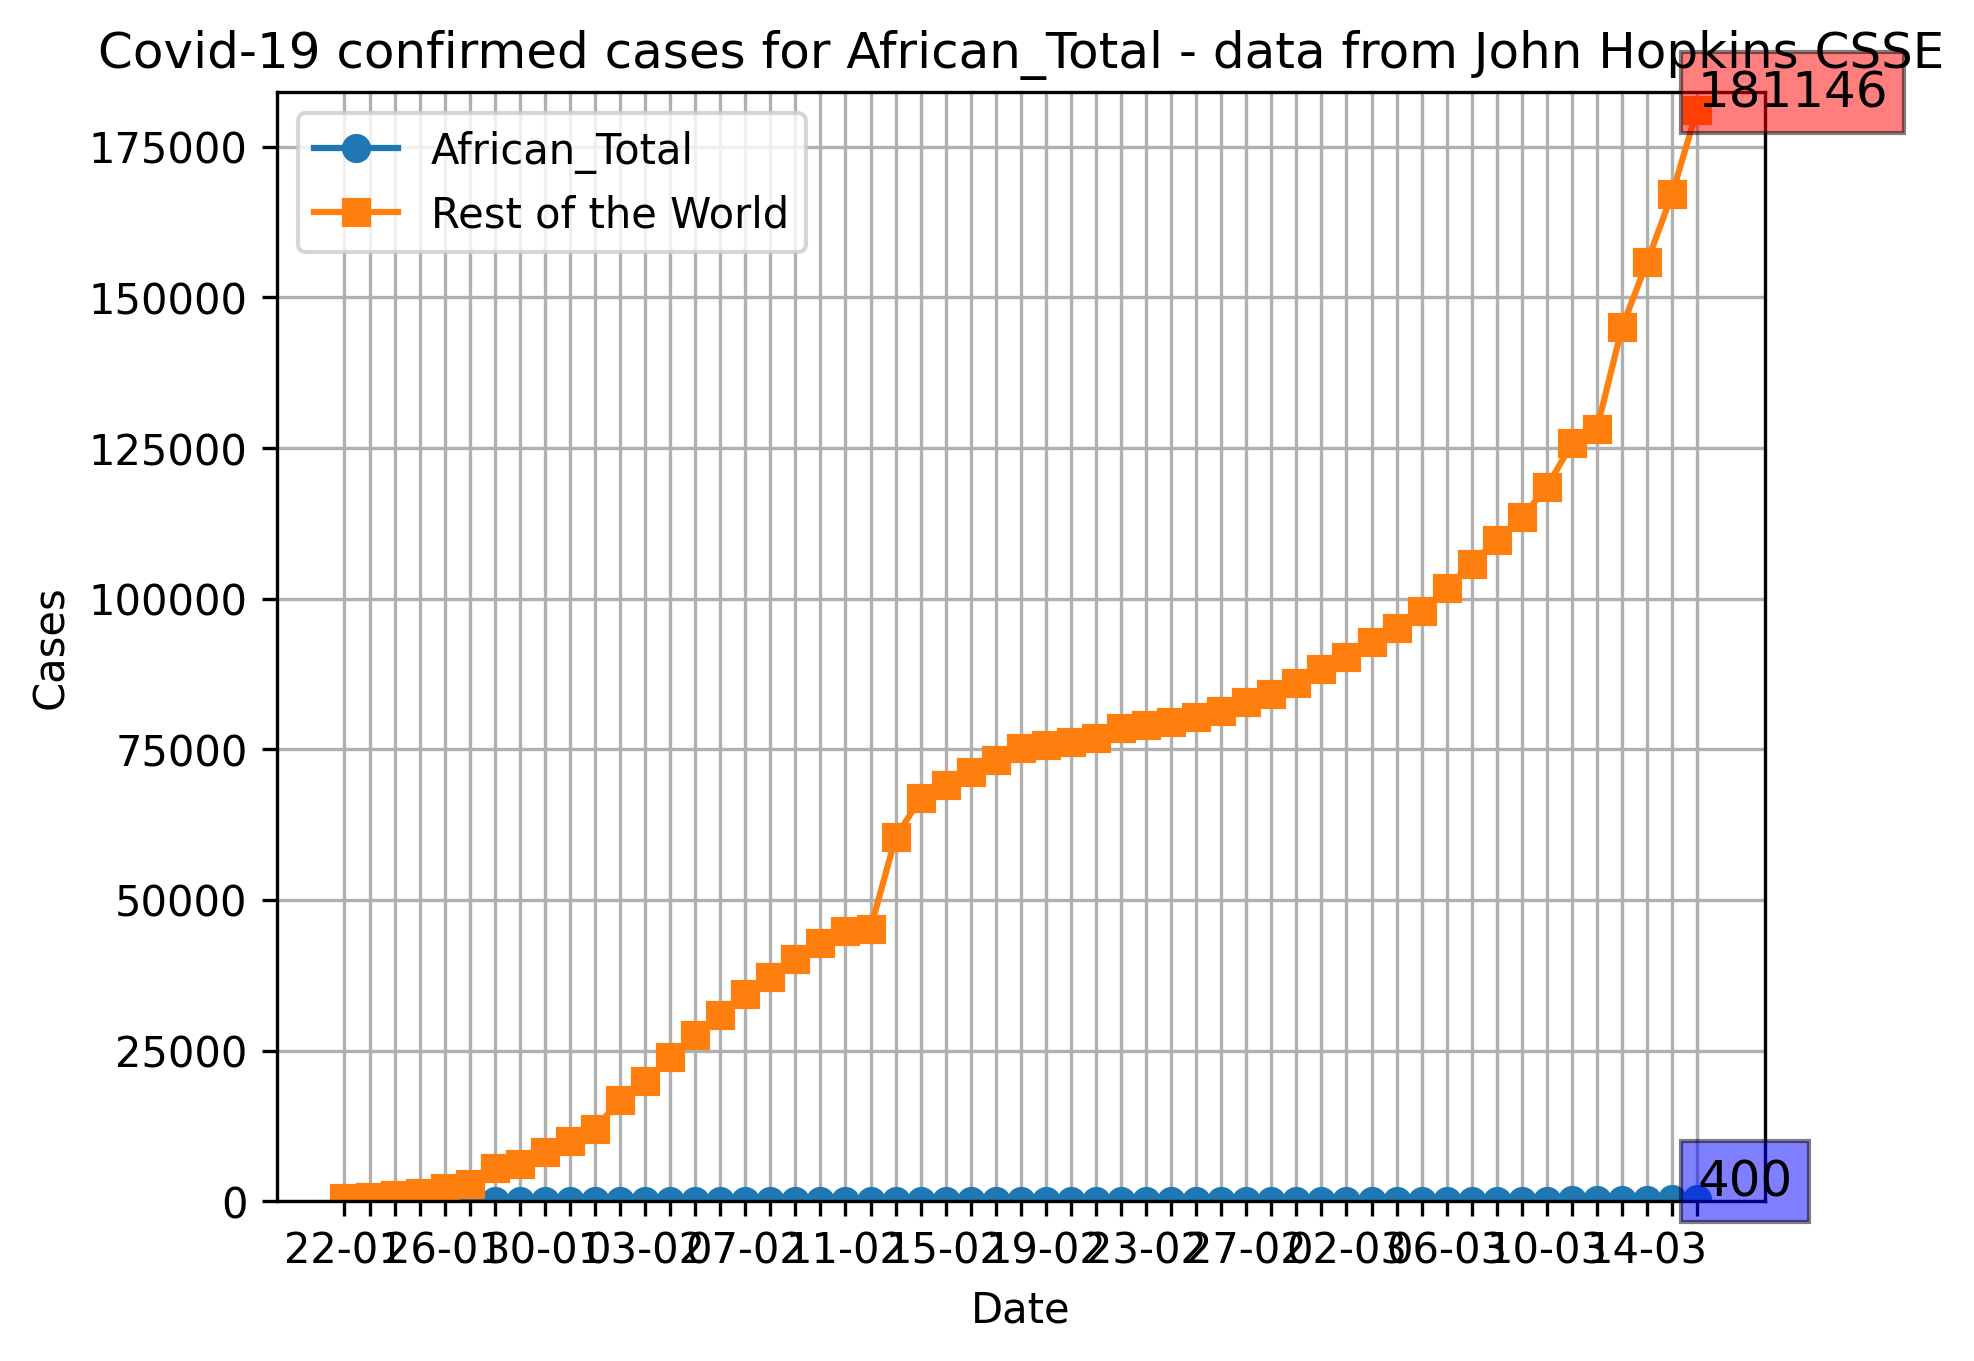 Covid-19 confirmed cases for African_Total - data from John Hopkins CSSE
181146
African_Total
Rest of the World
175000
150000
125000
100000
75000
50000
25000
0
Cases
400
22-01 26-01 30-01 03-02 07-02 11-02 15-02 19-02 23-02 27-02 02-03 06-03 10-03 14-03
Date